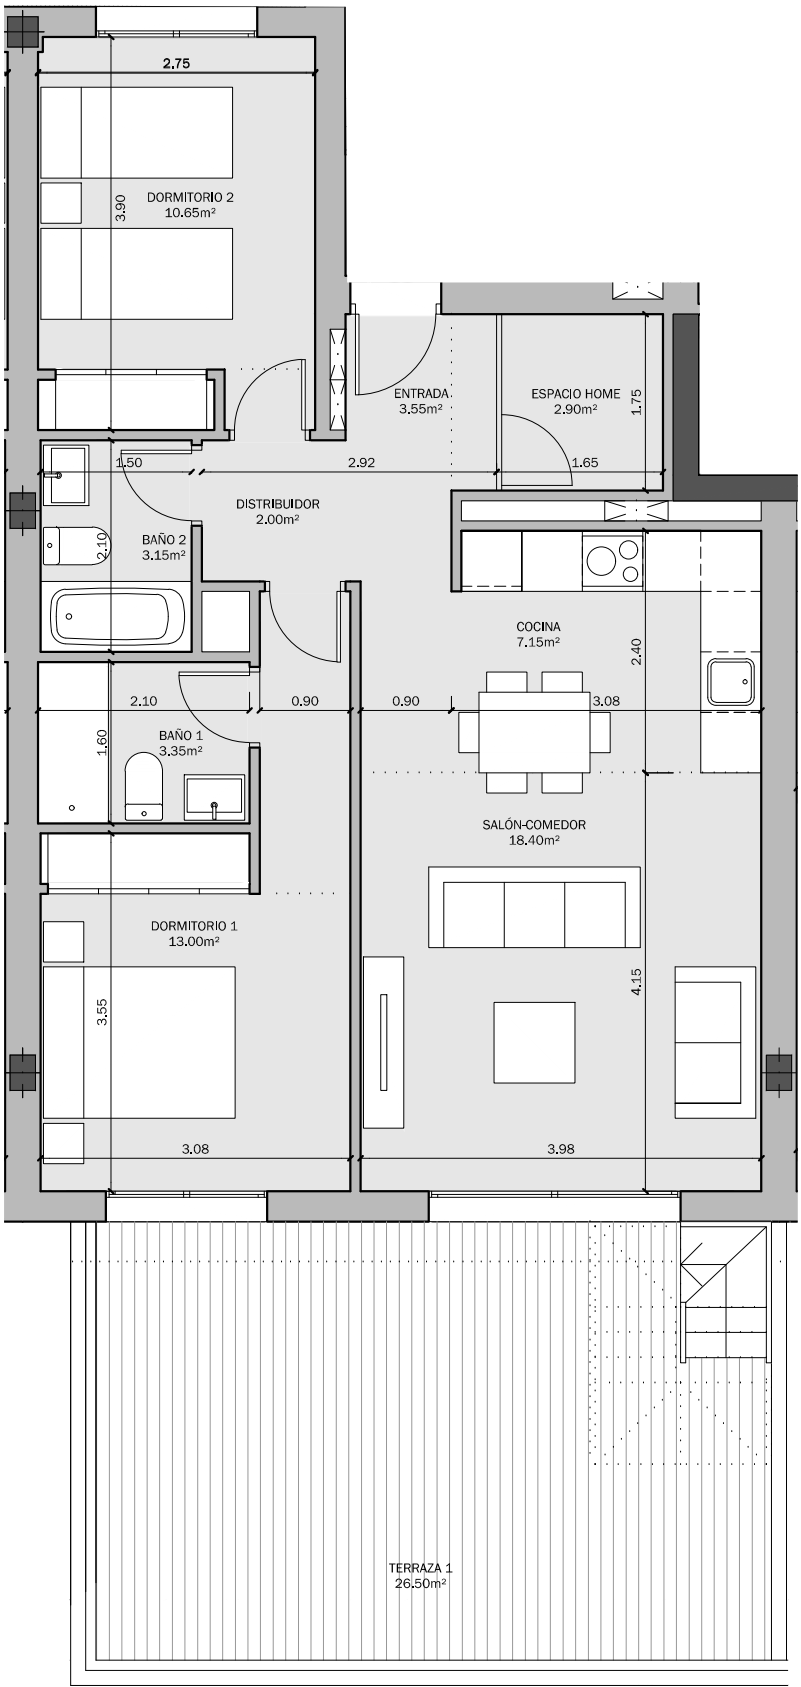 2.75
3.90
DORMITORIO 2
10.65m²
ENTRADA
3.55m²
ESPACIO HOME
2.90m²
1.75
1.50
2.92
1.65
DISTRIBUIDOR
2.00m²
2.10
BAÑO 2
3.15m²
COCINA
7.15m²
2.40
2.10
0.90
0.90
3.08
1.60
BAÑO 1
3.35m²
SALÓN-COMEDOR
18.40m²
DORMITORIO 1
13.00m²
3.55
4.15
3.08
3.98
TERRAZA 1
26.50m²